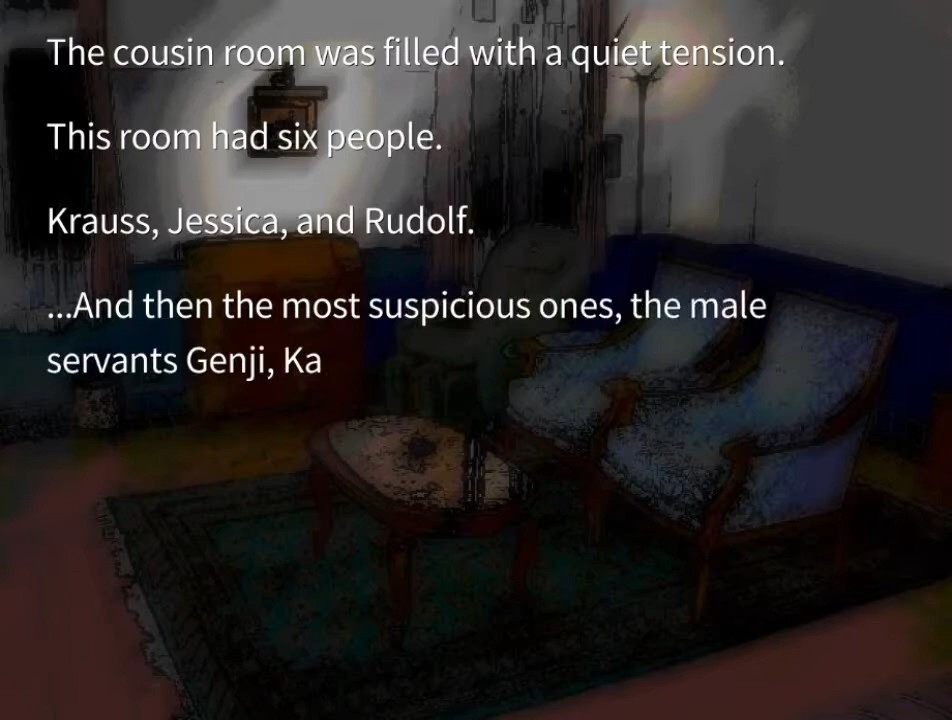 The cousin room was filled with a quiet tension.
This room had six people.
Krauss, Jessica, and Rudolf.
...And then the most suspicious ones, the male
servants Genji, Ka